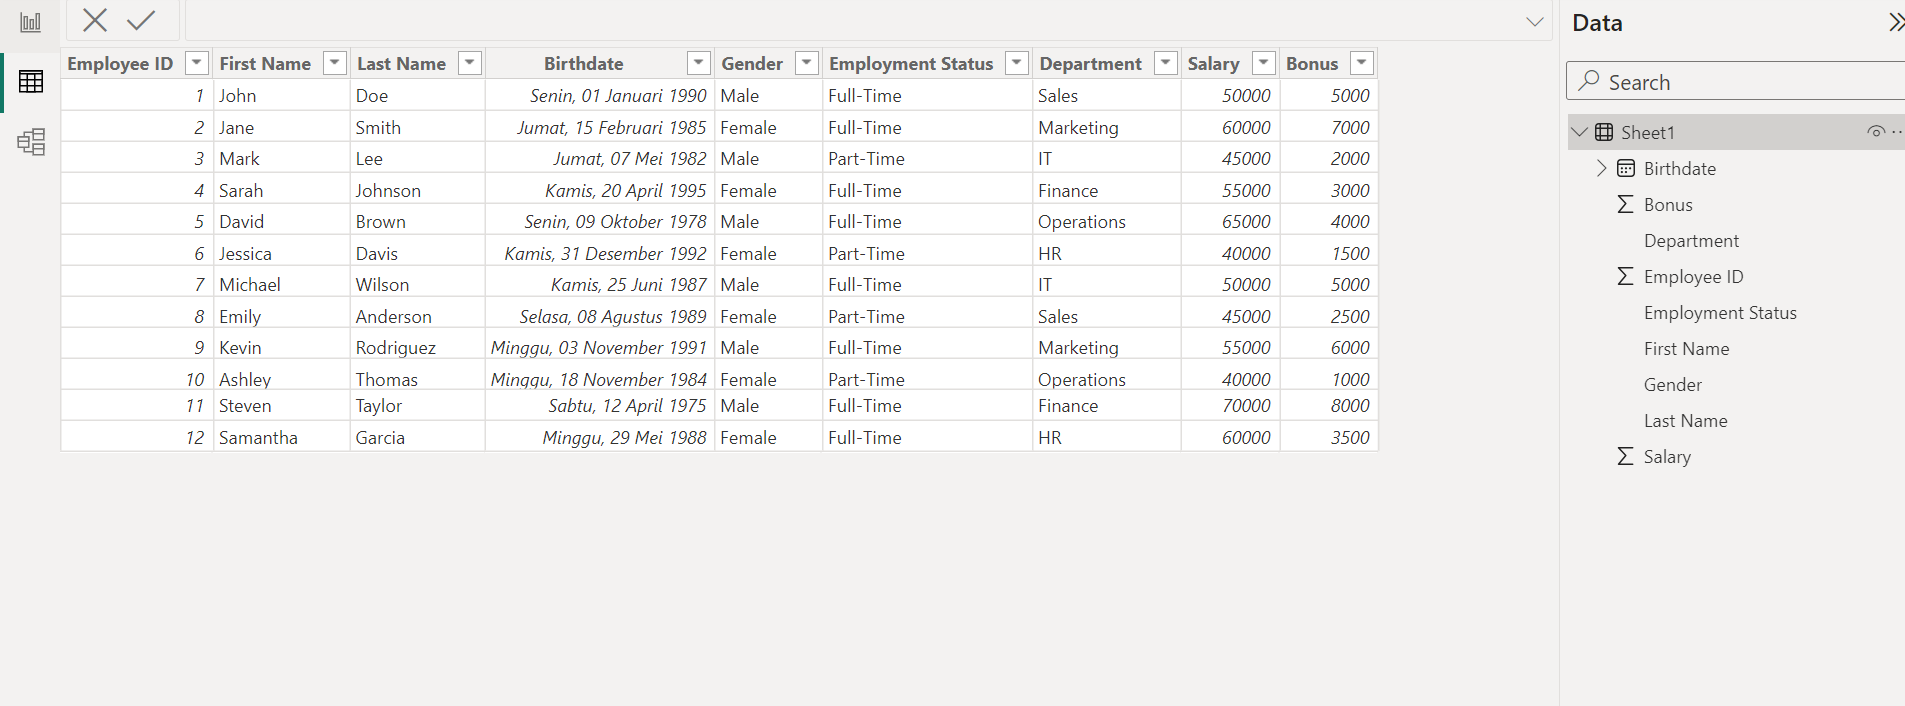 Data
Search
Employee ID First Name Last Name Birthdate Gender Employment Status Department Salary Bonus
1 John Doe Senin, 01 Januari 1990 Male Full-Time Sales 50000 5000
2 Jane Smith Jumat, 15 Februari 1985 Female Full-Time Marketing 60000 7000
3 Mark Lee Jumat, 07 Mei 1982 Male Part-Time IT 45000 2000
4 Sarah Johnson Kamis, 20 April 1995 Female Full-Time Finance 55000 3000
5 David Brown Senin, 09 Oktober 1978 Male Full-Time Operations 65000 4000
6 Jessica Davis Kamis, 31 Desember 1992 Female Part-Time HR 40000 1500
7 Michael Wilson Kamis, 25 Juni 1987 Male Full-Time IT 50000 5000
8 Emily Anderson Selasa, 08 Agustus 1989 Female Part-Time Sales 45000 2500
9 Kevin Rodriguez Minggu, 03 November 1991 Male Full-Time Marketing 55000 6000
10 Ashley Thomas Minggu, 18 November 1984 Female Part-Time Operations 40000 1000
11 Steven Taylor Sabtu, 12 April 1975 Male Full-Time Finance 70000 8000
12 Samantha Garcia Minggu, 29 Mei 1988 Female Full-Time HR 60000 3500
Sheet1
Birthdate
Bonus
Department
Employee ID
Employment Status
First Name
Gender
Last Name
Salary